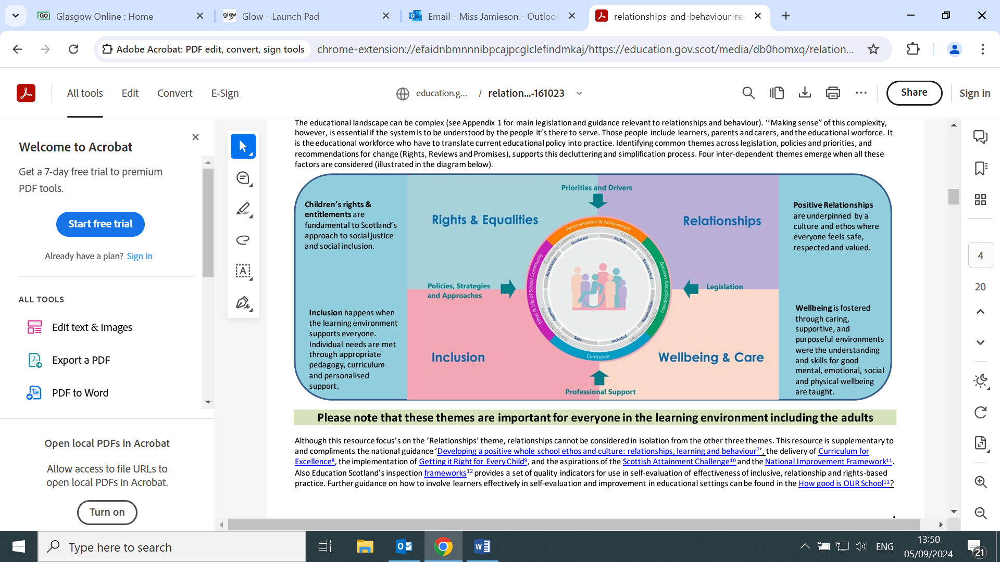 Glasgow Online : Home
Glow - Launch Pad
Email - Miss Jamieson - Outlook
relationships-and-behaviour-re
Adobe Acrobat: PDF edit, convert, sign tools
chrome-extension://efaidnbmnnnibpcajpcglclefindmkaj/https://education.gov.scot/media/db0homxq/relation...
All tools
Edit
Convert
E-Sign
education.g...
/
relation...-161023
Share
Sign in
Welcome to Acrobat
Get a 7-day free trial to premium
PDF tools.
Start free trial
Already have a plan? Sign in
ALL TOOLS
Edit text & images
Export a PDF
PDF to Word
Open local PDFs in Acrobat
Allow access to file URLs to
open local PDFs in Acrobat.
Turn on
The educational landscape can be complex (see Appendix 1 for main legislation and guidance relevant to relationships and behaviour). ‘’Making sense” of this complexity,
however, is essential if the system is to be understood by the people it’s there to serve. Those people include learners, parents and carers, and the educational worforce. It
is the educational workforce who have to translate current educational policy into practice. Identifying common themes across legislation, policies and priorities, and
recommendations for change (Rights, Reviews and Promises), supports this decluttering and simplification process. Four inter-dependent themes emerge when all these
factors are considered (illustrated in the diagram below).
Children’s rights &
entitlements are
fundamental to Scotland’s
approach to social justice
and social inclusion.
Inclusion happens when
the learning environment
supports everyone.
Individual needs are met
through appropriate
pedagogy, curriculum
and personalised
support.
Priorities and Drivers
Rights & Equalities
Relationships
Policies, Strategies
and Approaches
Legislation
Inclusion
Wellbeing & Care
Professional Support
Personalisation & Achievement
Interdisciplinary Learning
Curriculum
Ethos & Life of School Community
Successful Learners
Confident Individuals
Effective Contributor
Responsible Citizens
Nurtured
Active
Respected
Responsible
Included
Safe
Healthy
Achieving
Positive Relationships
are underpinned by a
culture and ethos where
everyone feels safe,
respected and valued.
Wellbeing is fostered
through caring,
supportive, and
purposeful environments
were the understanding
and skills for good
mental, emotional, social
and physical wellbeing
are taught.
Please note that these themes are important for everyone in the learning environment including the adults
Although this resource focus’s on the ‘Relationships’ theme, relationships cannot be considered in isolation from the other three themes. This resource is supplementary to
and compliments the national guidance ‘Developing a positive whole school ethos and culture: relationships, learning and behaviour⁷’, the delivery of Curriculum for
Excellence⁸, the implementation of Getting it Right for Every Child⁹, and the aspirations of the Scottish Attainment Challenge¹⁰ and the National Improvement Framework¹¹.
Also Education Scotland’s inspection frameworks¹² provides a set of quality indicators for use in self-evaluation of effectiveness of inclusive, relationship and rights-based
practice. Further guidance on how to involve learners effectively in self-evaluation and improvement in educational settings can be found in the How good is OUR School¹³?
4
4
20
Type here to search
ENG
13:50
05/09/2024
21